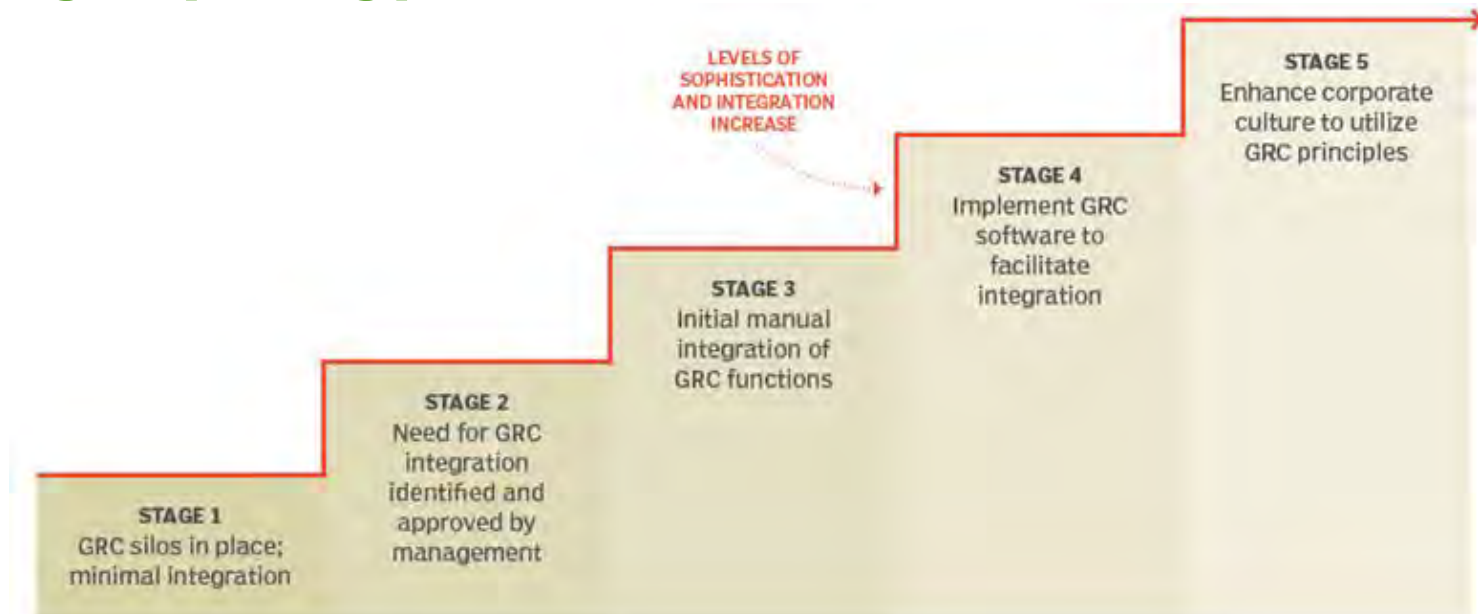 LEVELS OF
SOPHISTICATION
AND INTEGRATION
INCREASE
STAGE 1
GRC silos in place;
minimal integration
STAGE 2
Need for GRC
integration
identified and
approved by
management
STAGE 3
Initial manual
integration of
GRC functions
STAGE 4
Implement GRC
software to
facilitate
integration
STAGE 5
Enhance corporate
culture to utilize
GRC principles